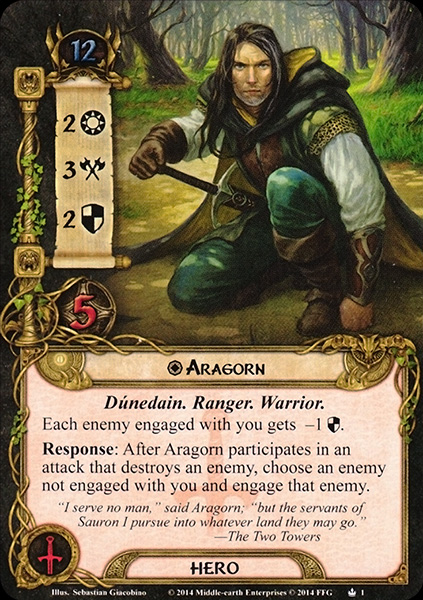 12
2
3
2
5
Aragorn
Dúnedain. Ranger. Warrior.
Each enemy engaged with you gets –1 .
Response: After Aragorn participates in an
attack that destroys an enemy, choose an enemy
not engaged with you and engage that enemy.
“I serve no man,” said Aragorn; “but the servants of
Sauron I pursue into whatever land they may go.”
—The Two Towers
HERO
Illus. Sebastian Giacobino © 2014 Middle-earth Enterprises © 2014 FFG 1